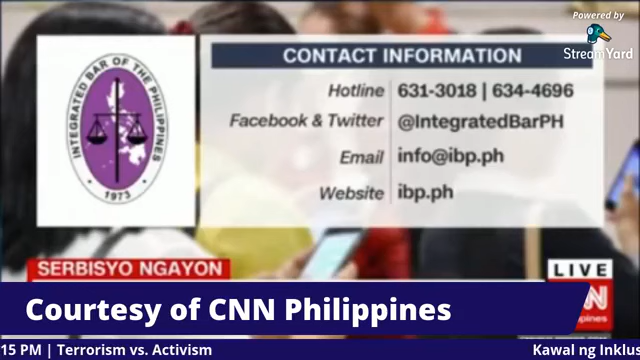 Powered by
StreamYard
CONTACT INFORMATION
INTEGRATED BAR OF THE PHILIPPINES
1973
Hotline 631-3018 | 634-4696
Facebook & Twitter @IntegratedBarPH
Email info@ibp.ph
Website ibp.ph
SERBISYO NGAYON
LIVE
Courtesy of CNN Philippines
15 PM | Terrorism vs. Activism
Kawal ng Inklus